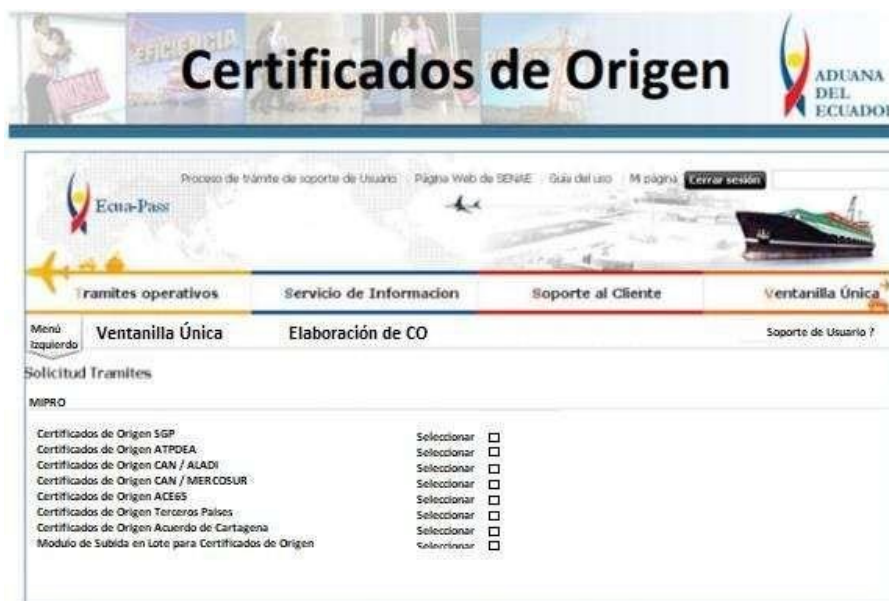 EFICIENCIA
Certificados de Origen
ADUANA
DEL
ECUADOR
Proceso de trámite de soporte de Usuario Página Web de SENAE Guía del uso Mi página Cerrar sesión
Ecua-Pass
Tramites operativos Servicio de Informacion Soporte al Cliente Ventanilla Única
Menú
Izquierdo
Ventanilla Única Elaboración de CO Soporte de Usuario ?
Solicitud Tramites
MIPRO
Certificados de Origen SGP Seleccionar
Certificados de Origen ATPDEA Seleccionar
Certificados de Origen CAN / ALADI Seleccionar
Certificados de Origen CAN / MERCOSUR Seleccionar
Certificados de Origen ACE65 Seleccionar
Certificados de Origen Terceros Países Seleccionar
Certificados de Origen Acuerdo de Cartagena Seleccionar
Modulo de Subida en Lote para Certificados de Origen Seleccionar